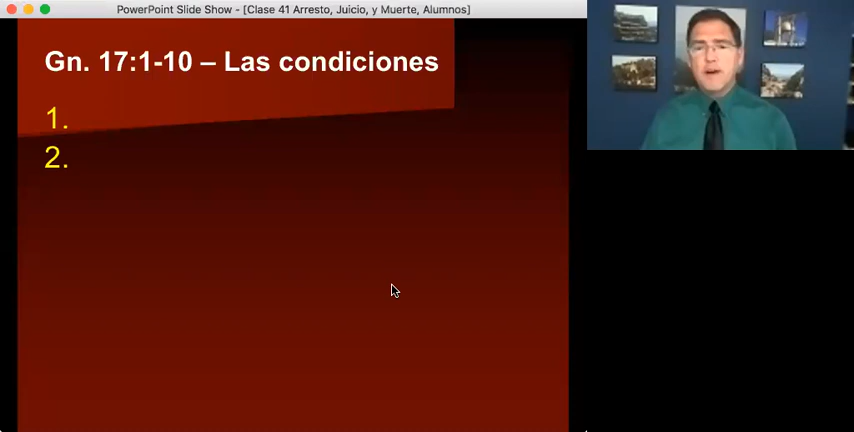 PowerPoint Slide Show - [Clase 41 Arresto, Juicio, y Muerte, Alumnos]
Gn. 17:1-10 – Las condiciones
1.
2.